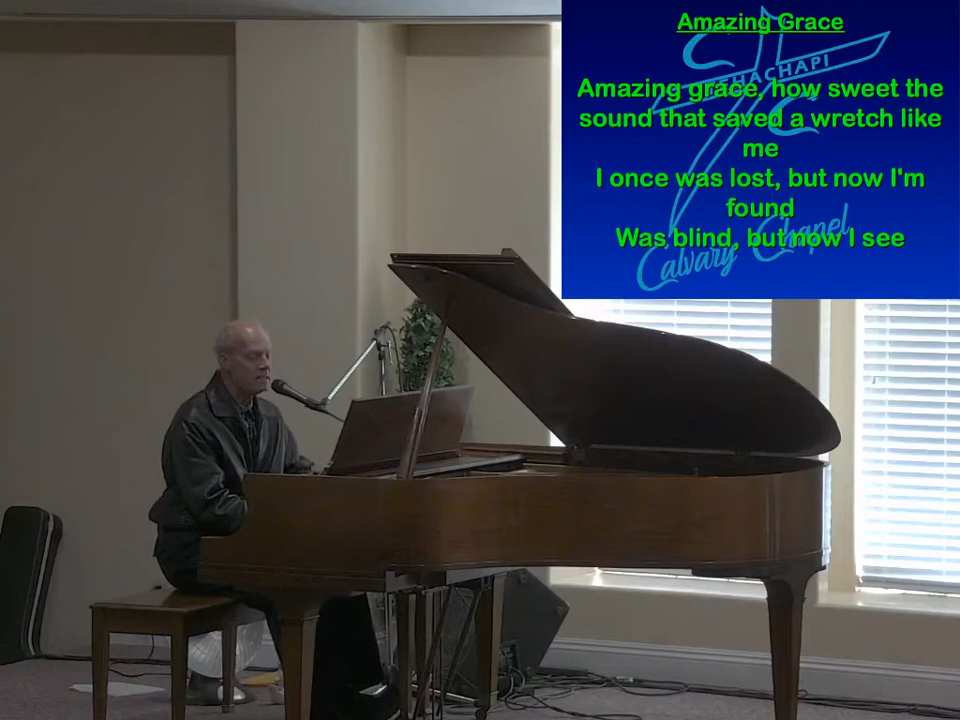 Amazing Grace
TEHACHAPI
Amazing grace, how sweet the
sound that saved a wretch like
me
I once was lost, but now I'm
found
Was blind, but now I see
Calvary Chapel